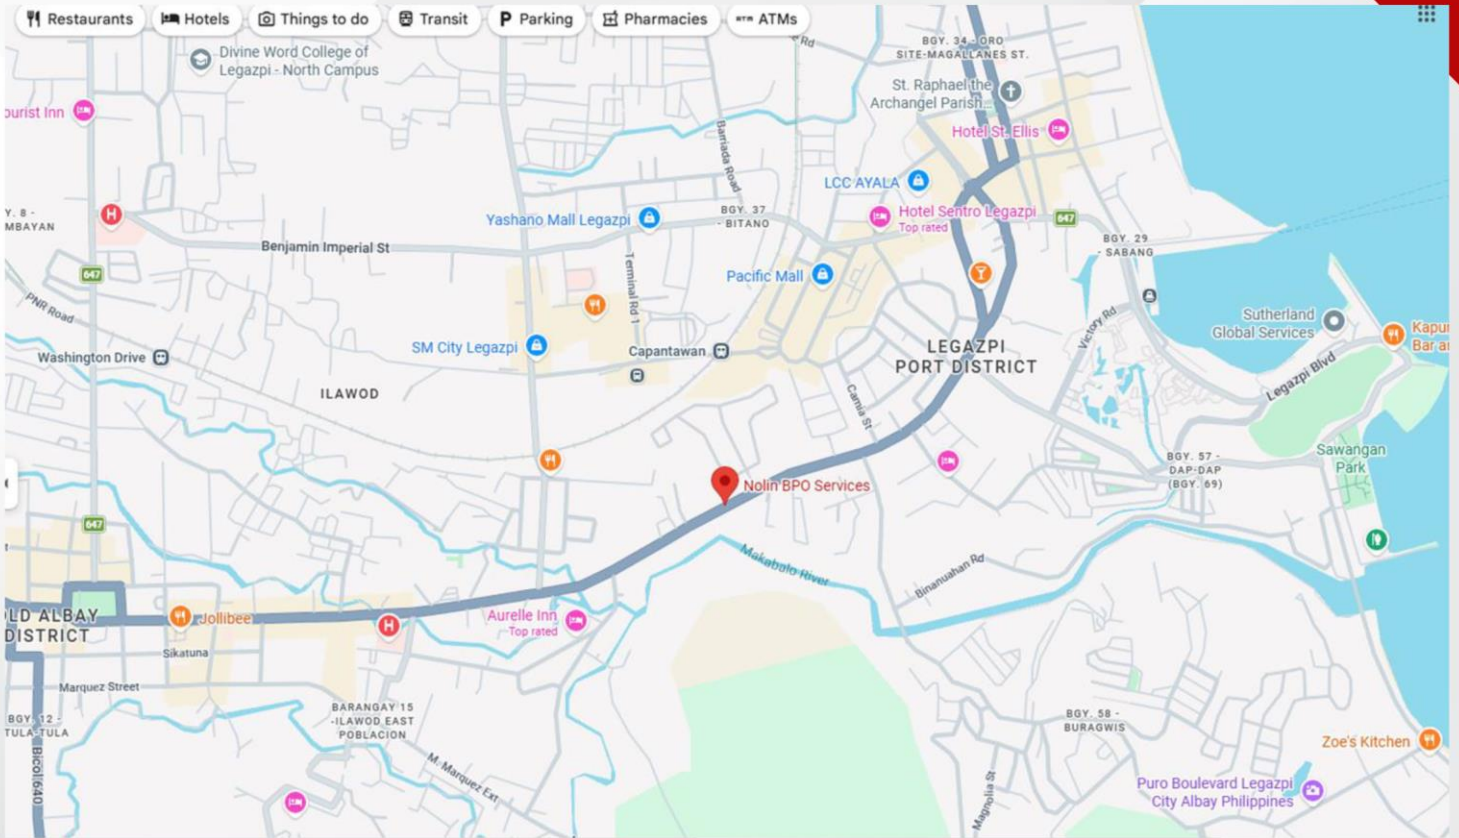 Restaurants
Hotels
Things to do
Transit
Parking
Pharmacies
ATMs
Rd
BGY. 34 - ORO
SITE-MAGALLANES ST.
Divine Word College of
Legazpi - North Campus
St. Raphael the
Archangel Parish...
ourist Inn
Hotel St. Ellis
Barriada Road
LCC AYALA
Y. 8 -
MBAYAN
H
Yashano Mall Legazpi
BGY. 37
- BITANO
Hotel Sentro Legazpi
Top rated
647
Benjamin Imperial St
BGY. 29
- SABANG
647
Terminal Rd 1
Pacific Mall
PNR Road
Victory Rd
Sutherland
Global Services
Kapu
Bar a
Washington Drive
SM City Legazpi
Capantawan
LEGAZPI
PORT DISTRICT
Legazpi Blvd
ILAWOD
Camia St
Sawangan
Park
BGY. 57 -
DAP-DAP
(BGY. 69)
Nolin BPO Services
647
Makabalo River
Binanuahan Rd
LD ALBAY
DISTRICT
Jollibee
H
Aurelle Inn
Top rated
Sikatuna
Marquez Street
BARANGAY 15
-ILAWOD EAST
POBLACION
BGY. 12 -
TULA-TULA
BGY. 58 -
BURAGWIS
Zoe's Kitchen
Bicol 640
M. Marquez Ext
Magnolia St
Puro Boulevard Legazpi
City Albay Philippines